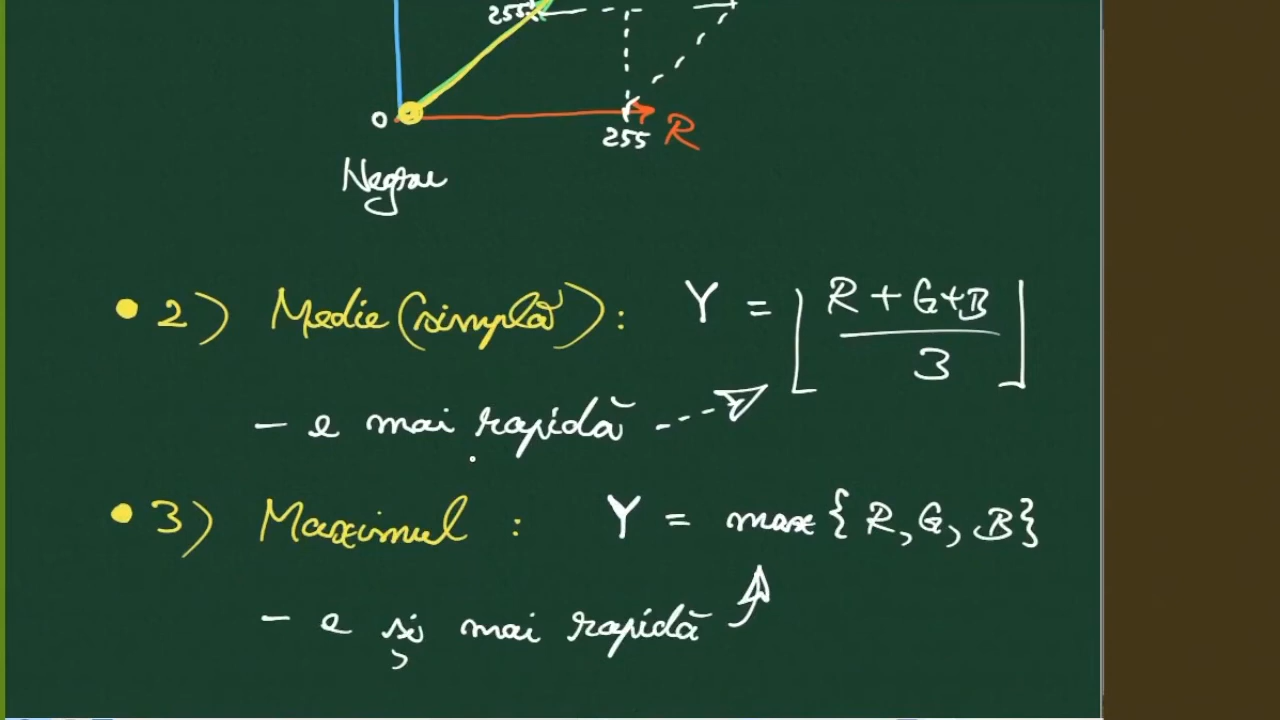 255
0
255 R
Negru
• 2) Medie (simplă): Y = ⌊(R + G + B) / 3⌋
- e mai rapidă
• 3) Maximul : Y = max{R, G, B}
- e și mai rapidă